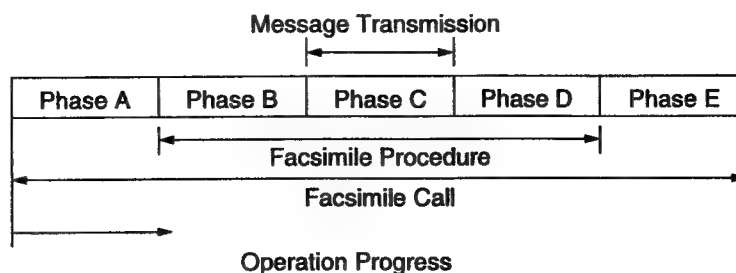 Message Transmission
Phase A Phase B Phase C Phase D Phase E
Facsimile Procedure
Facsimile Call
Operation Progress